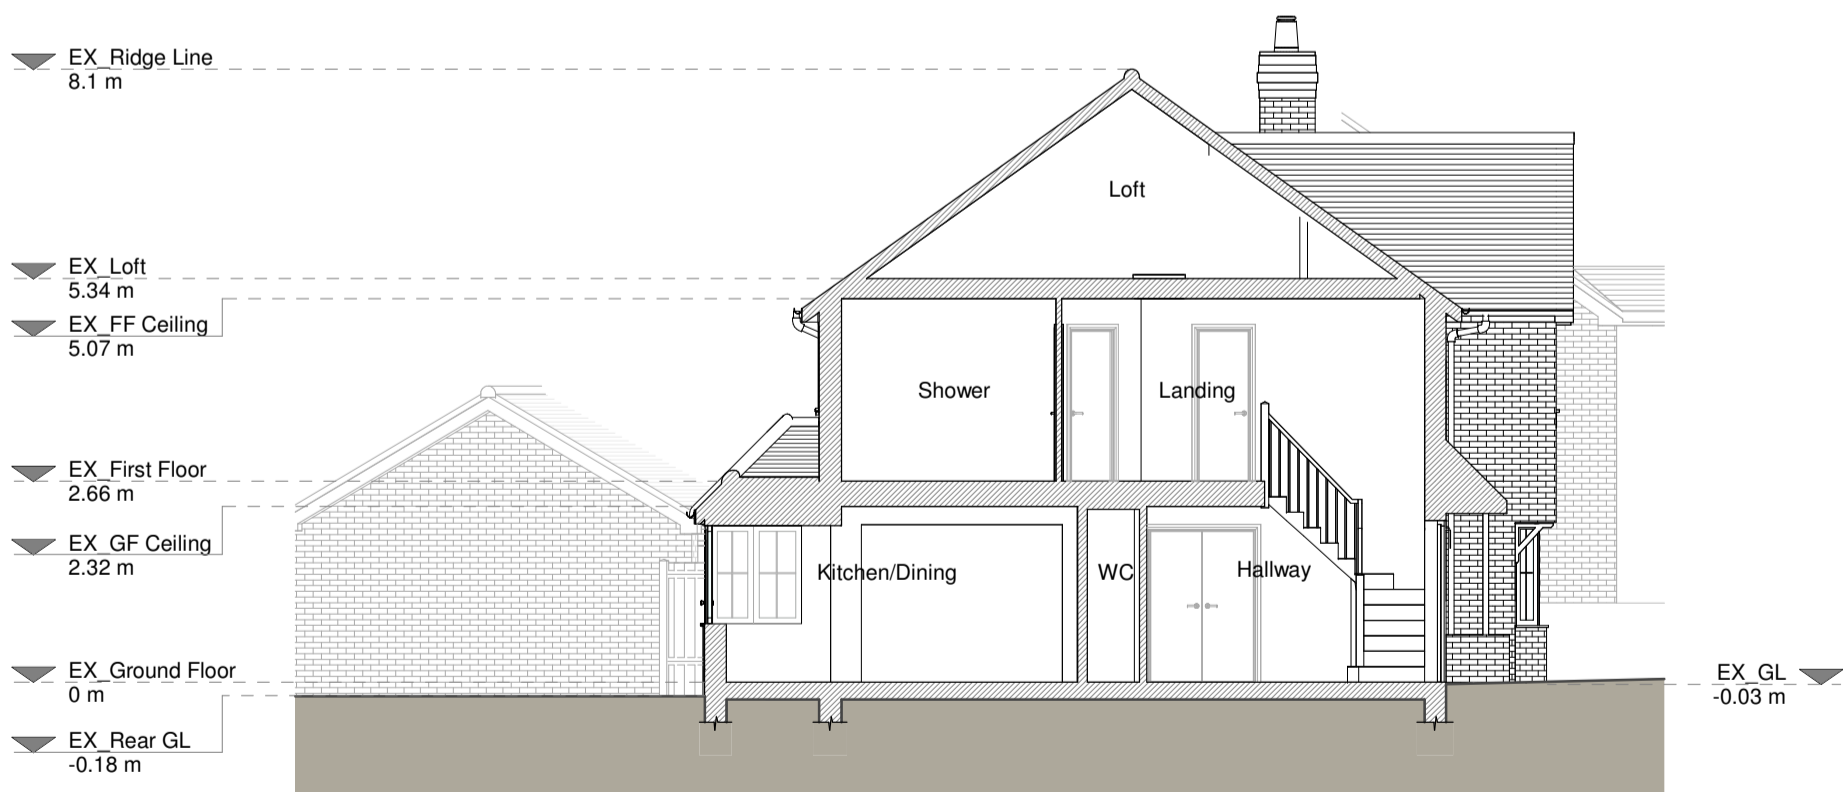 EX_Ridge Line
8.1 m
Loft
EX_Loft
5.34 m
EX_FF Ceiling
5.07 m
Shower
Landing
EX_First Floor
2.66 m
EX_GF Ceiling
2.32 m
Kitchen/Dining
WC
Hallway
EX_Ground Floor
0 m
EX_GL
-0.03 m
EX_Rear GL
-0.18 m